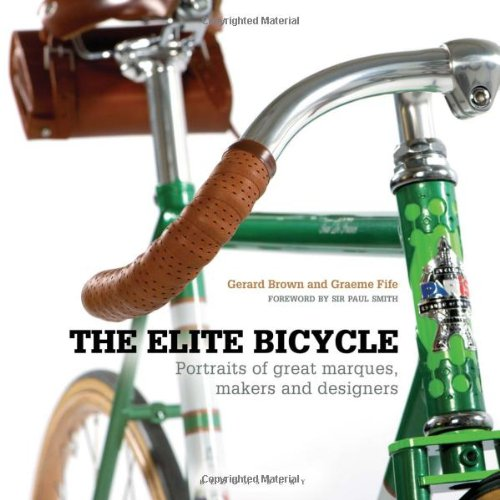 Copyrighted Material
Gerard Brown and Graeme Fife
FOREWORD BY SIR PAUL SMITH
THE ELITE BICYCLE
Portraits of great marques,
makers and designers
PARIS
Copyrighted Material